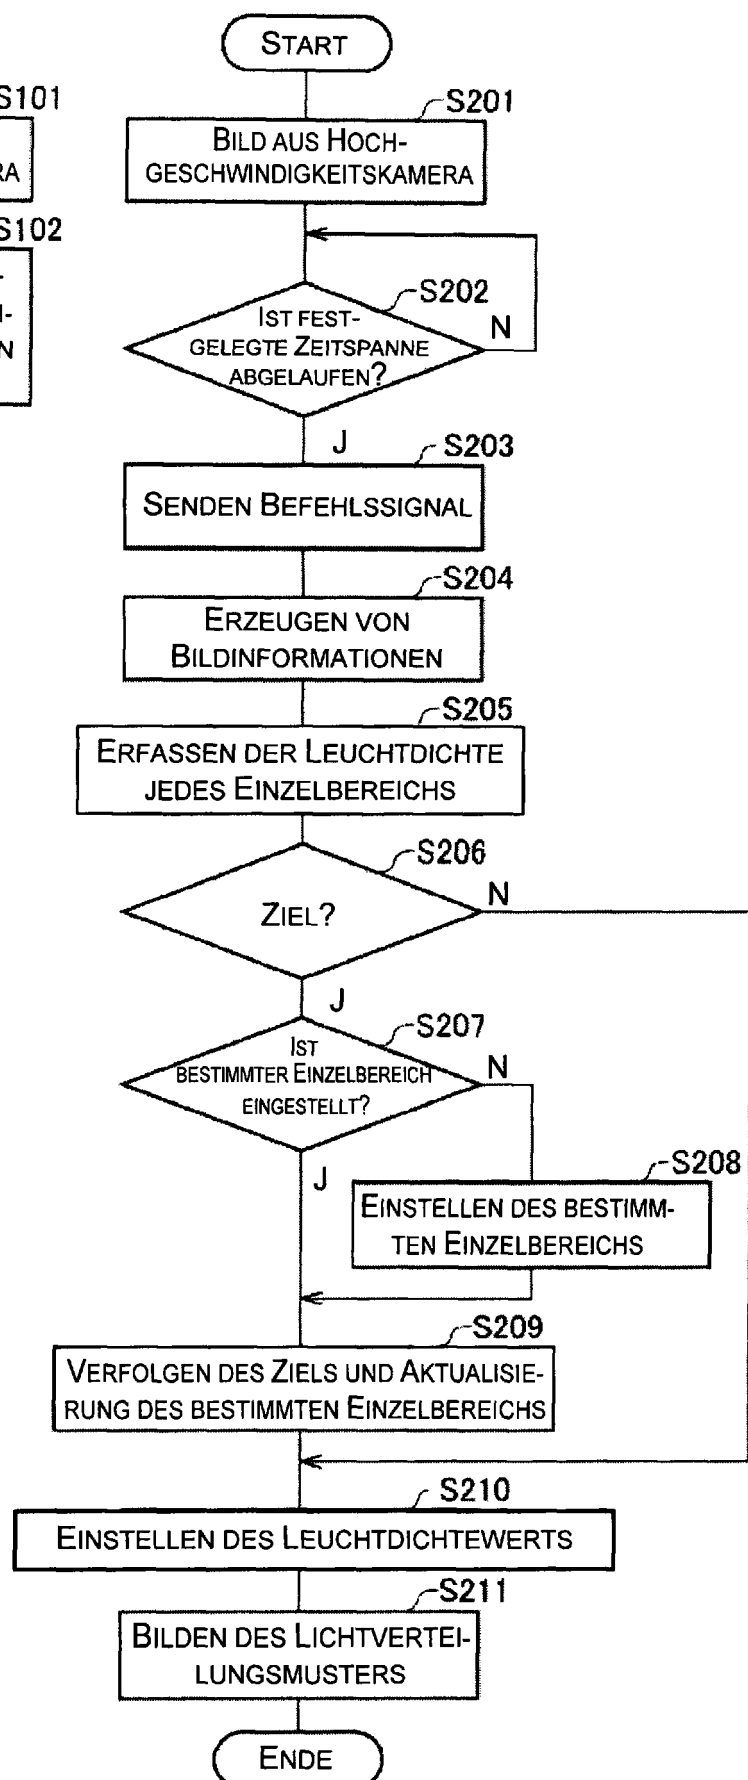 START
S101
S201
BILD AUS HOCH-
GESCHWINDIGKEITSKAMERA
RA
S102
S202
IST FEST-
GELEGTE ZEITSPANNE
ABGELAUFEN?
N
N
J
S203
SENDEN BEFEHLSSIGNAL
S204
ERZEUGEN VON
BILDINFORMATIONEN
S205
ERFASSEN DER LEUCHTDICHTE
JEDES EINZELBEREICHS
S206
ZIEL?
N
J
S207
IST
BESTIMMTER EINZELBEREICH
EINGESTELLT?
N
J
S208
EINSTELLEN DES BESTIMM-
TEN EINZELBEREICHS
S209
VERFOLGEN DES ZIELS UND AKTUALISIE-
RUNG DES BESTIMMTEN EINZELBEREICHS
S210
EINSTELLEN DES LEUCHTDICHTEWERTS
S211
BILDEN DES LICHTVERTEI-
LUNGSMUSTERS
ENDE